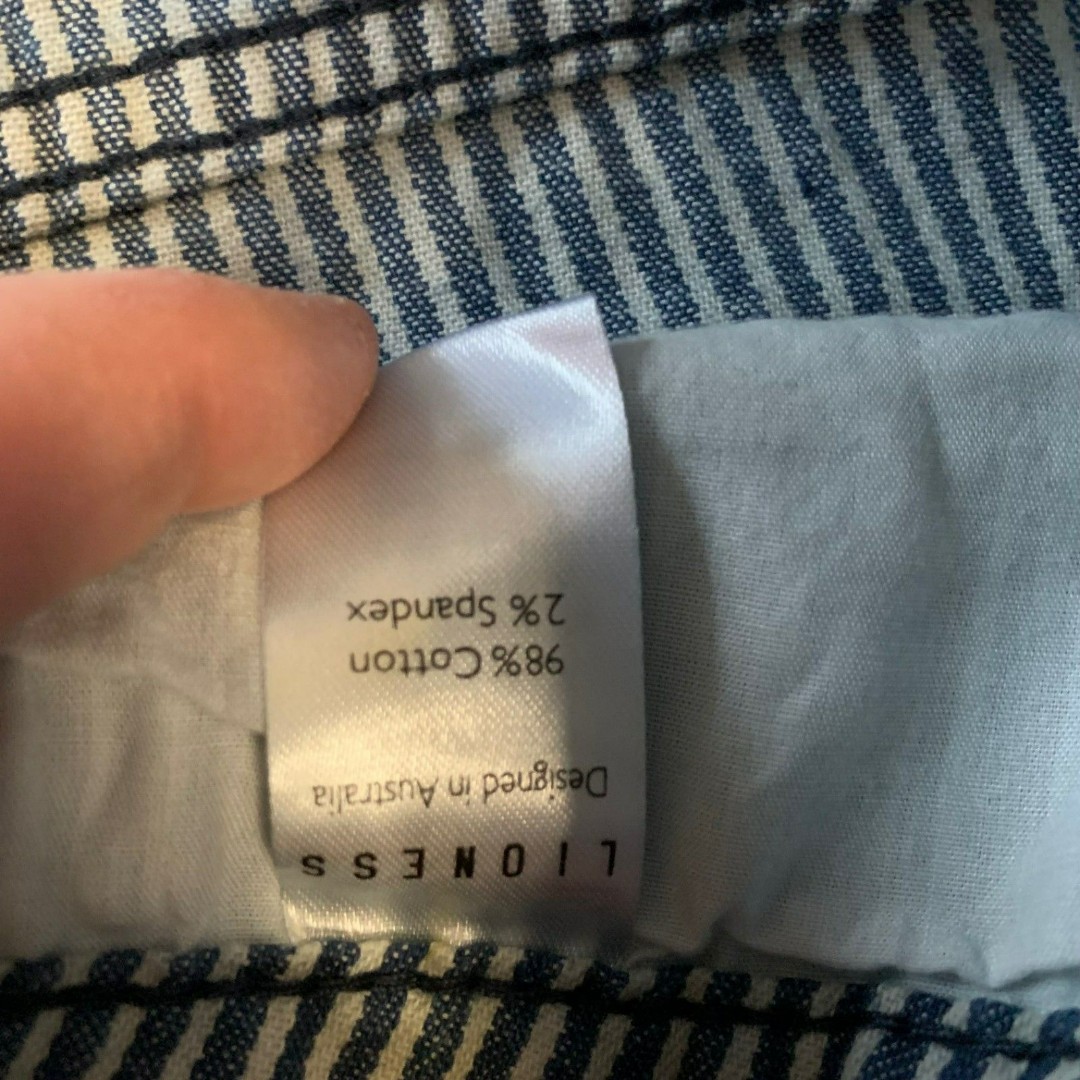 LIONESS
Designed in Australia
98% Cotton
2% Spandex